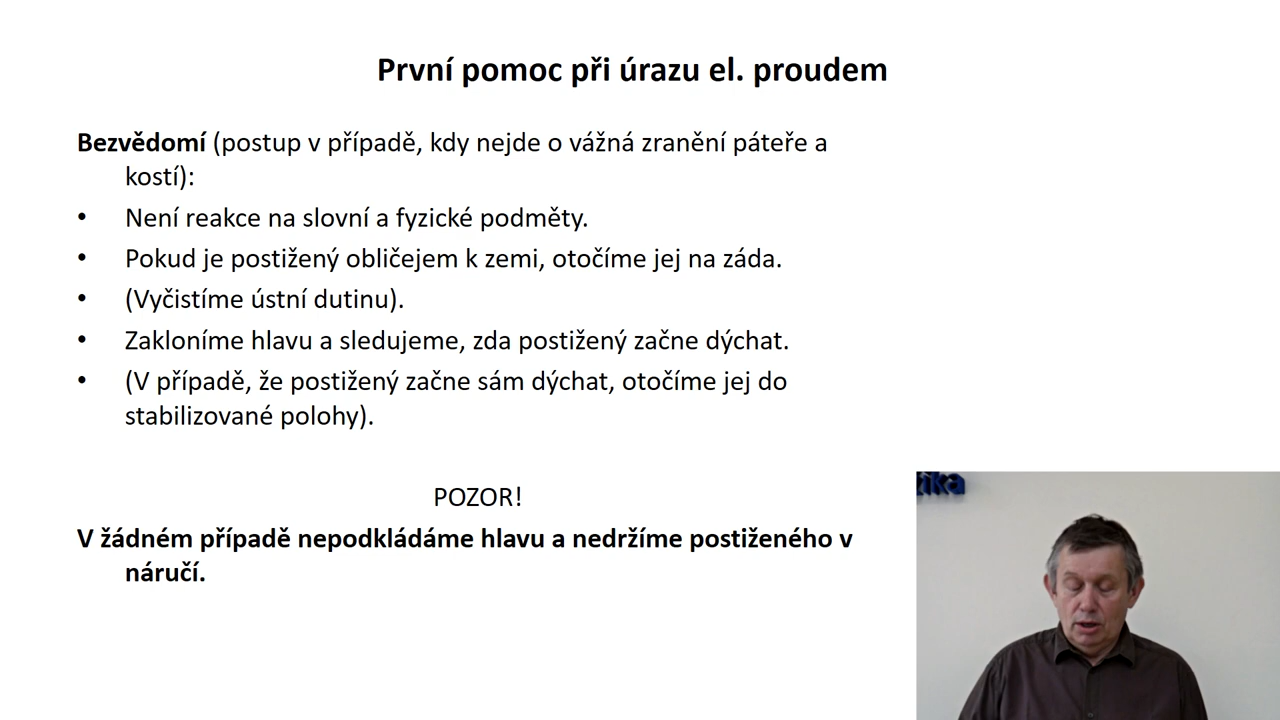 První pomoc při úrazu el. proudem
Bezvědomí (postup v případě, kdy nejde o vážná zranění páteře a
kostí):
• Není reakce na slovní a fyzické podměty.
• Pokud je postižený obličejem k zemi, otočíme jej na záda.
• (Vyčistíme ústní dutinu).
• Zakloníme hlavu a sledujeme, zda postižený začne dýchat.
• (V případě, že postižený začne sám dýchat, otočíme jej do
stabilizované polohy).
POZOR!
V žádném případě nepodkládáme hlavu a nedržíme postiženého v
náručí.